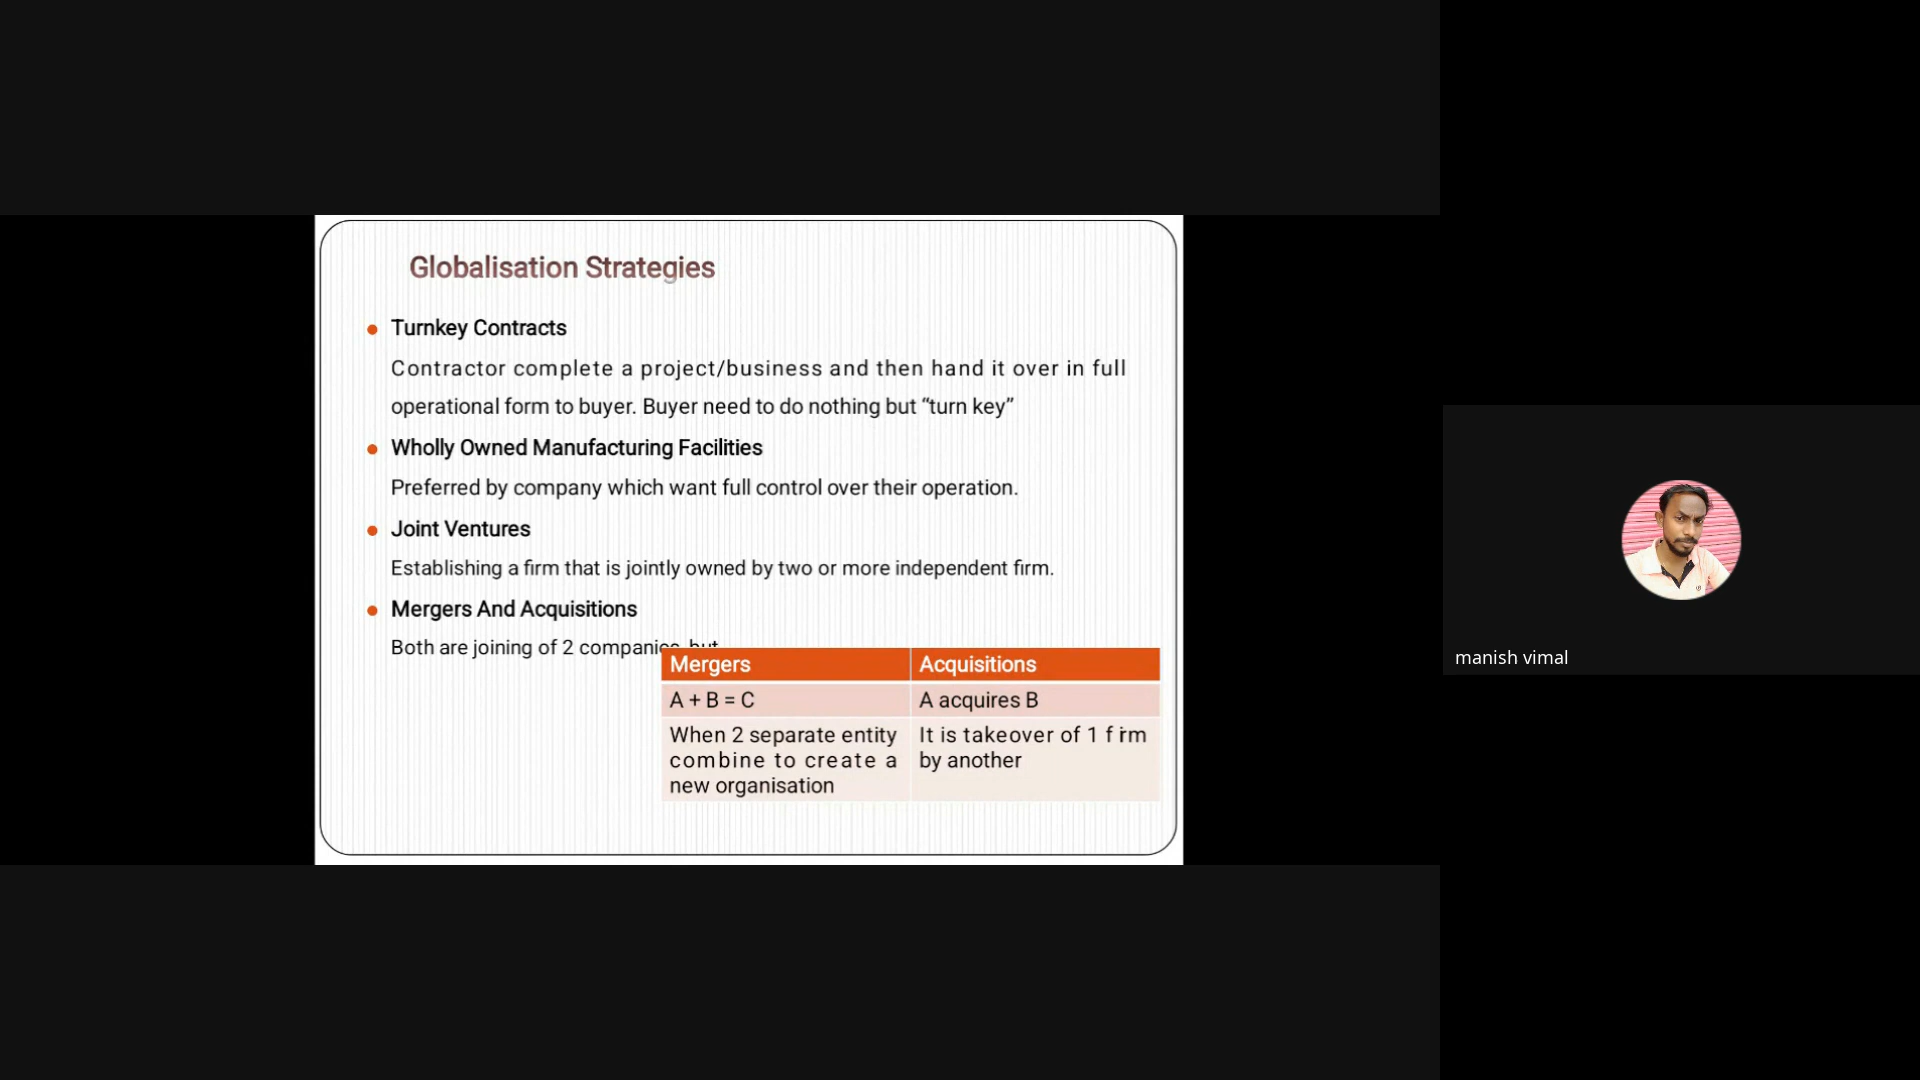 Globalisation Strategies
Turnkey Contracts
Contractor complete a project/business and then hand it over in full
operational form to buyer. Buyer need to do nothing but “turn key”
Wholly Owned Manufacturing Facilities
Preferred by company which want full control over their operation.
Joint Ventures
Establishing a firm that is jointly owned by two or more independent firm.
Mergers And Acquisitions
Both are joining of 2 companies, but
Mergers Acquisitions
A + B = C A acquires B
When 2 separate entity It is takeover of 1 firm
combine to create a by another
new organisation
manish vimal